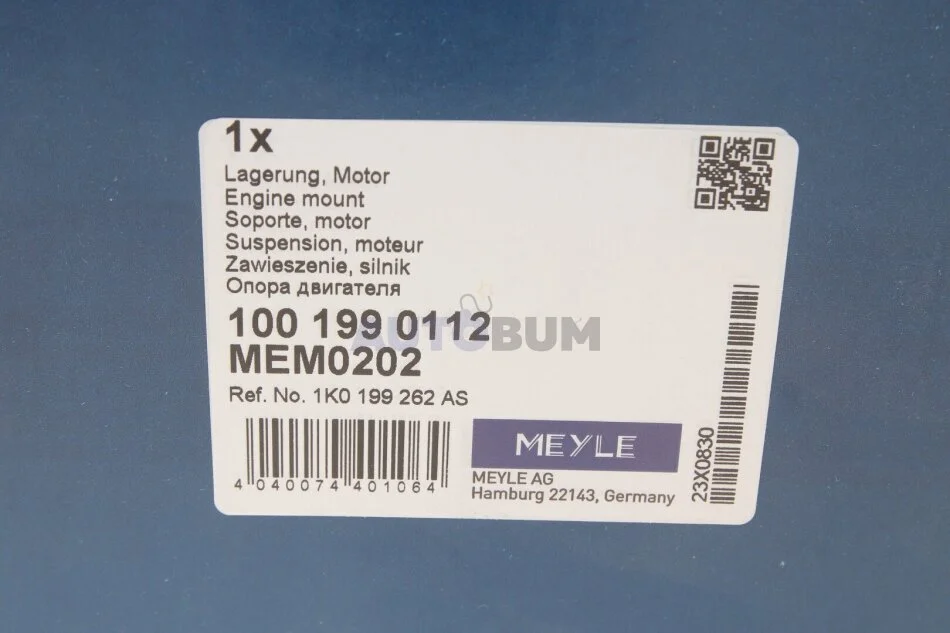 1x
Lagerung, Motor
Engine mount
Soporte, motor
Suspension, moteur
Zawieszenie, silnik
Опора двигателя
100 199 0112
AUTOBUM
MEM0202
Ref. No. 1K0 199 262 AS
4 040074 401064
MEYLE
MEYLE AG
Hamburg 22143, Germany
23X0830